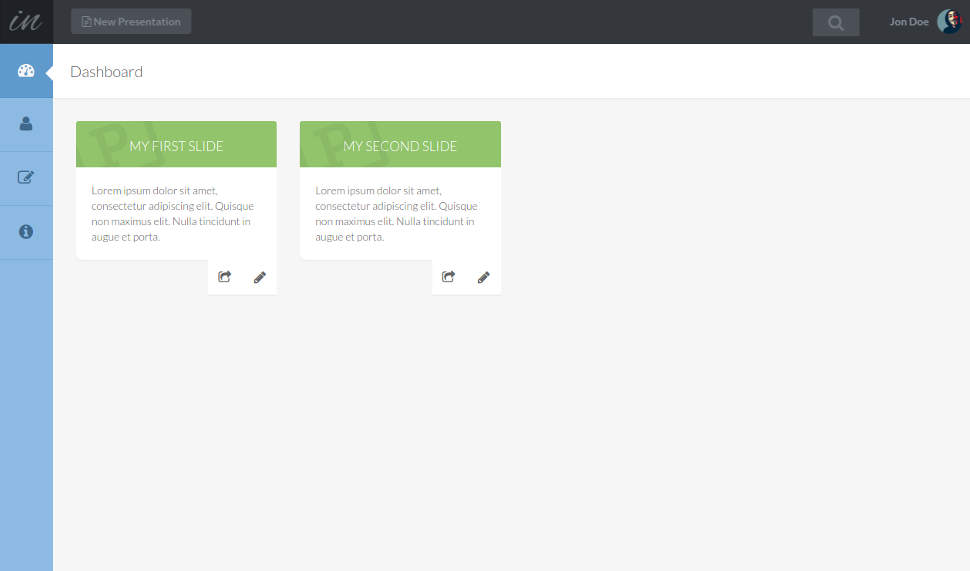 in
New Presentation
Jon Doe
Dashboard
MY FIRST SLIDE
Lorem ipsum dolor sit amet,
consectetur adipiscing elit. Quisque
non maximus elit. Nulla tincidunt in
augue et porta.
MY SECOND SLIDE
Lorem ipsum dolor sit amet,
consectetur adipiscing elit. Quisque
non maximus elit. Nulla tincidunt in
augue et porta.